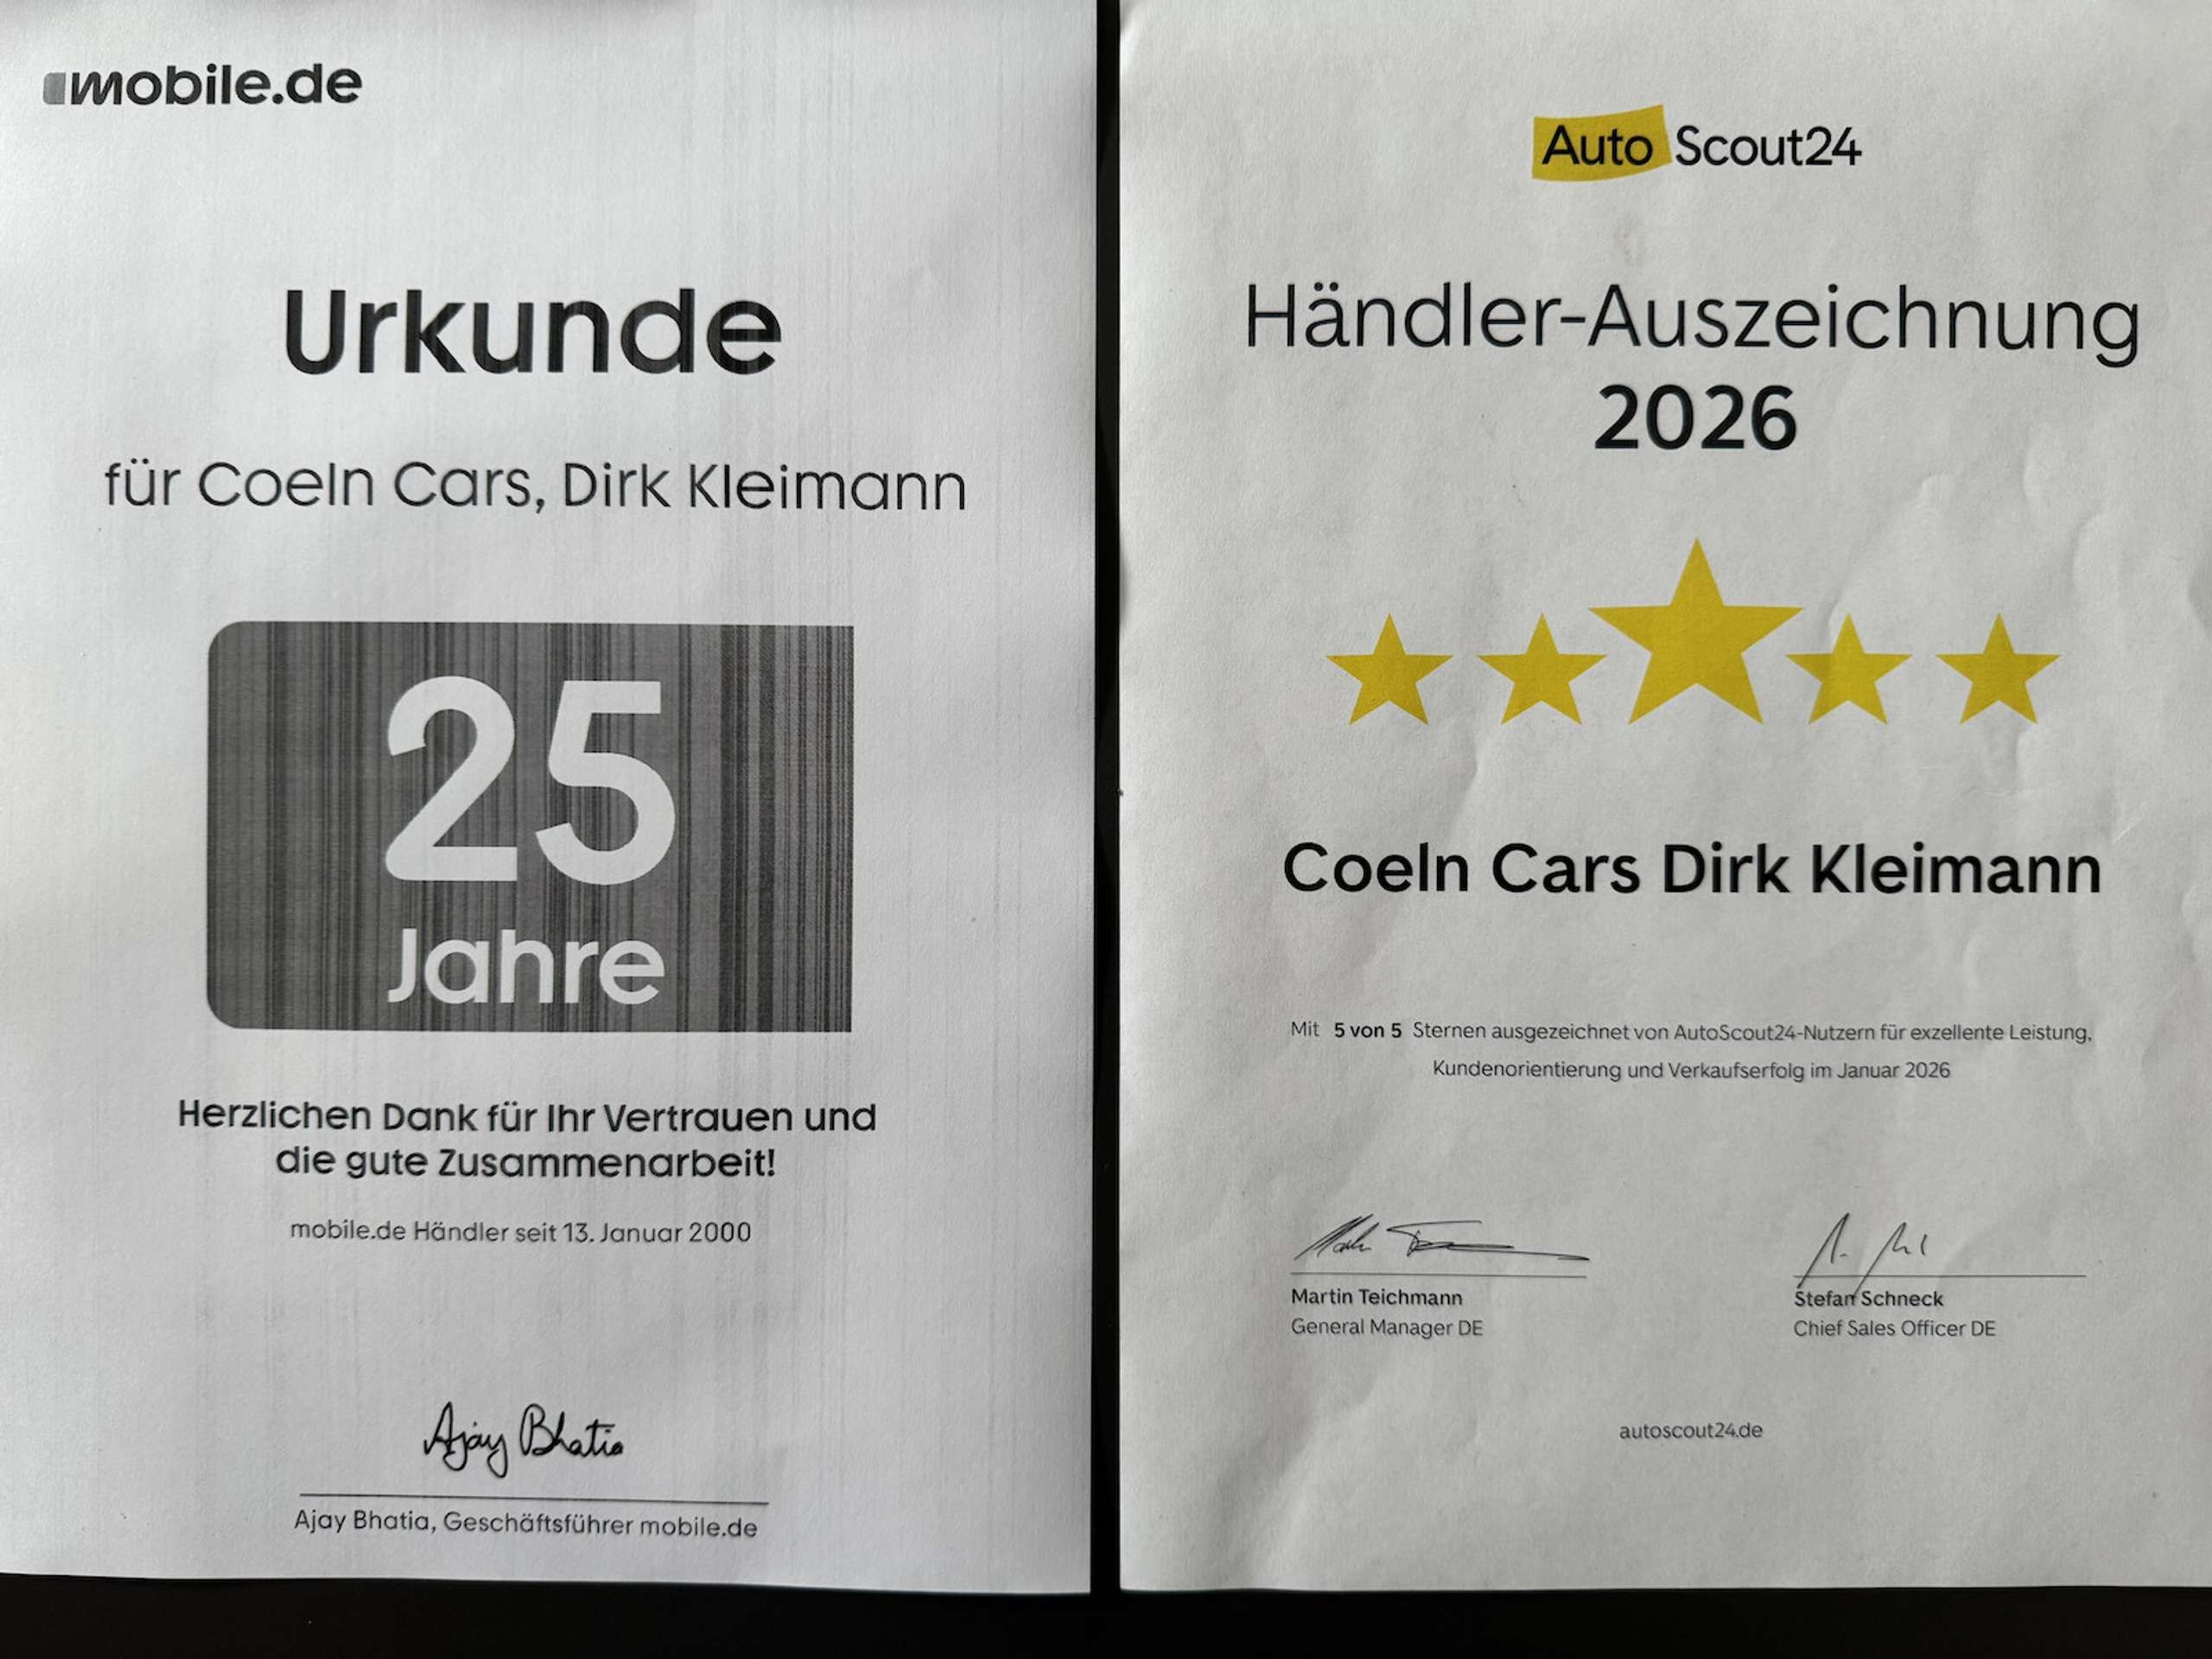 mobile.de
Urkunde
für Coeln Cars, Dirk Kleimann
25
Jahre
Herzlichen Dank für Ihr Vertrauen und
die gute Zusammenarbeit!
mobile.de Händler seit 13. Januar 2000
Ajay Bhatia
Ajay Bhatia, Geschäftsführer mobile.de
Auto Scout24
Händler-Auszeichnung
2026
Coeln Cars Dirk Kleimann
Mit 5 von 5 Sternen ausgezeichnet von AutoScout24-Nutzern für exzellente Leistung,
Kundenorientierung und Verkaufserfolg im Januar 2026
Martin Teichmann
General Manager DE
Stefan Schneck
Chief Sales Officer DE
autoscout24.de